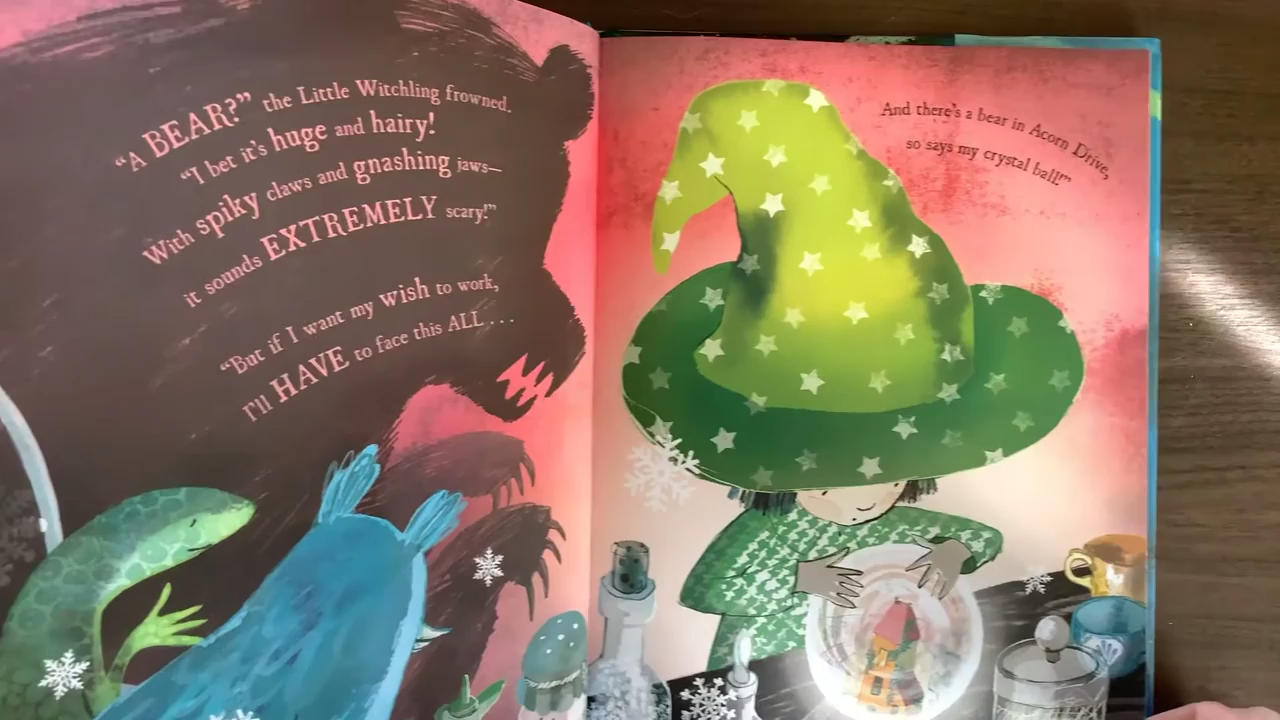 “A BEAR?” the Little Witchling frowned.
“I bet it's huge and hairy!
With spiky claws and gnashing jaws—
it sounds EXTREMELY scary!”
“But if I want my wish to work,
I'll HAVE to face this ALL . . .
And there's a bear in Acorn Drive,
so says my crystal ball!”